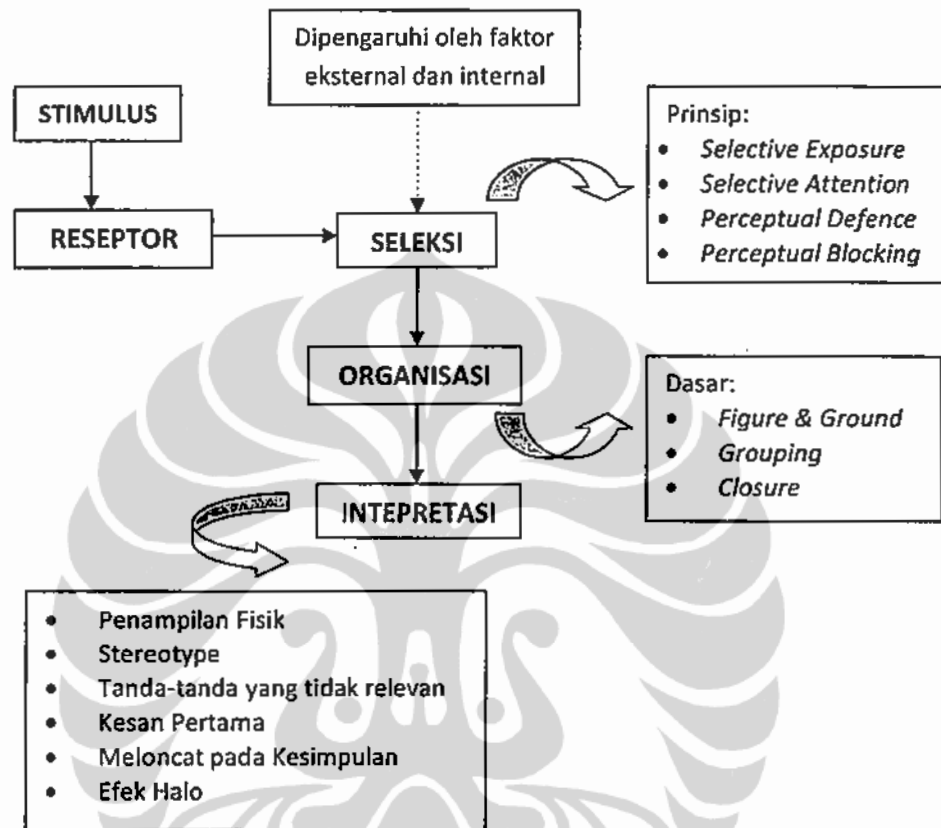 Dipengaruhi oleh faktor
eksternal dan internal
STIMULUS
RESEPTOR
SELEKSI
Prinsip:
• Selective Exposure
• Selective Attention
• Perceptual Defence
• Perceptual Blocking
ORGANISASI
Dasar:
• Figure & Ground
• Grouping
• Closure
INTEPRETASI
• Penampilan Fisik
• Stereotype
• Tanda-tanda yang tidak relevan
• Kesan Pertama
• Meloncat pada Kesimpulan
• Efek Halo